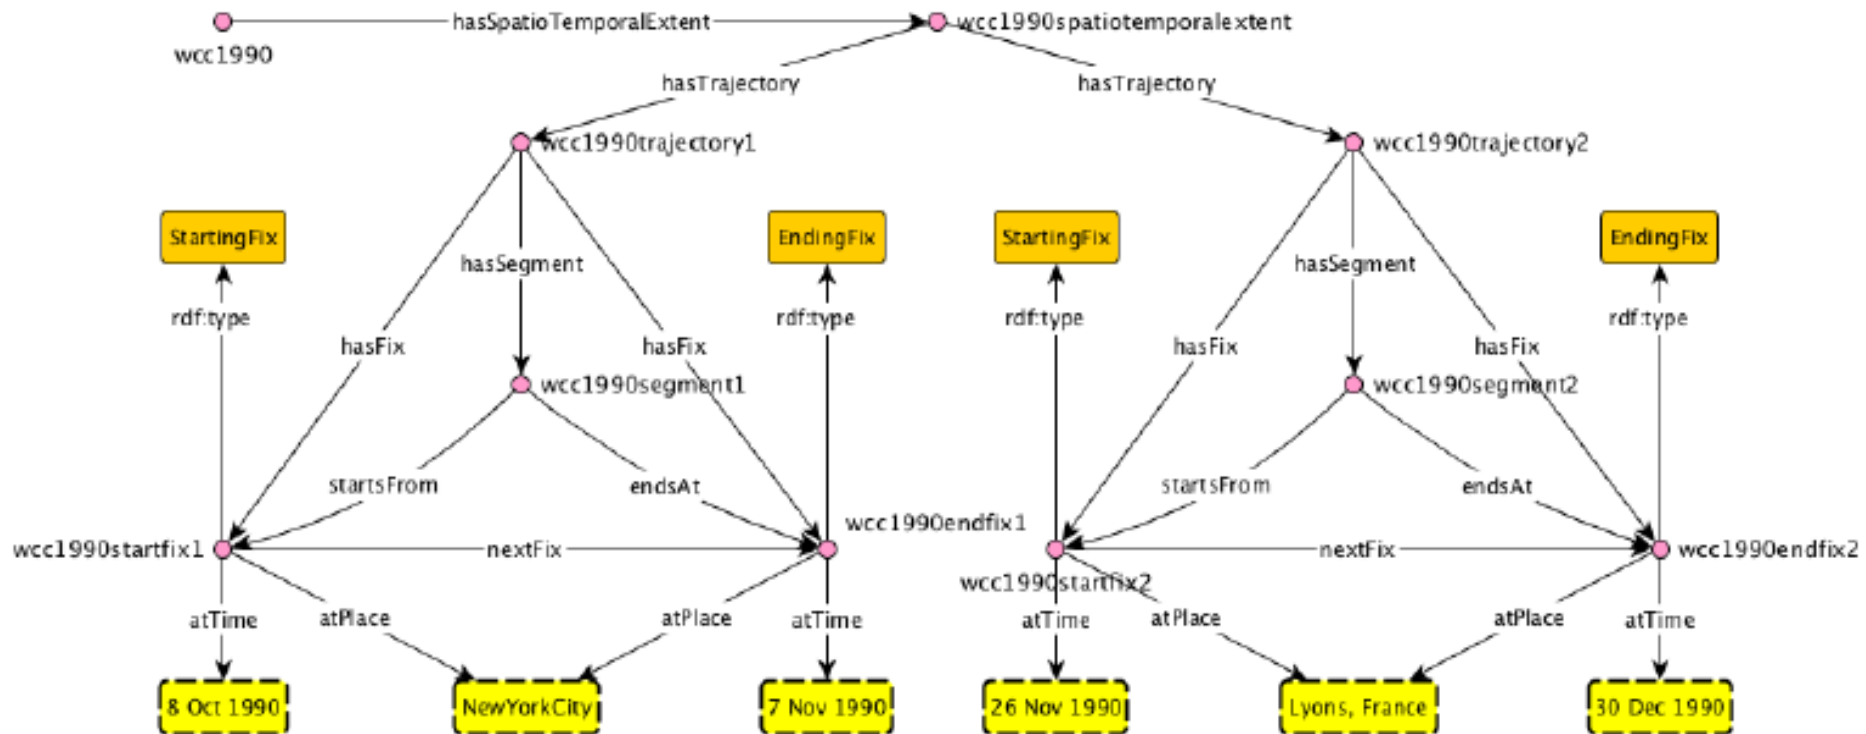 hasSpatioTemporalExtent wcc1990spatiotemporalextent
wcc1990
hasTrajectory hasTrajectory
wcc1990trajectory1 wcc1990trajectory2
StartingFix EndingFix StartingFix EndingFix
hasSegment hasSegment
rdf:type rdf:type rdf:type rdf:type
hasFix hasFix hasFix hasFix
wcc1990segment1 wcc1990segment2
startsFrom endsAt startsFrom endsAt
wcc1990endfix1
wcc1990startfix1 nextFix nextFix wcc1990endfix2
wcc1990startfix2
atTime atPlace atPlace atTime atTime atPlace atPlace atTime
8 Oct 1990 NewYorkCity 7 Nov 1990 26 Nov 1990 Lyons, France 30 Dec 1990